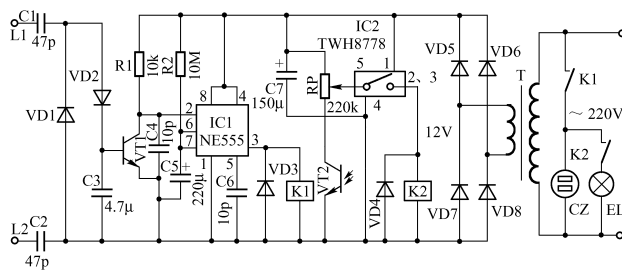 C1
L1 47p
VD1
VD2
C3
4.7μ
L2 C2
47p
R1
10k
R2
10M
VT1
C4
10p
C5 +
220μ
8 4
2
6
7
IC1
NE555
3
1 5
C6
10p
VD3
K1
+
C7
150μ
RP
220k
VT2
IC2
TWH8778
5 1
2、3
4
VD4
K2
12V
VD5 VD6
VD7 VD8
T
K1
~220V
K2
CZ EL